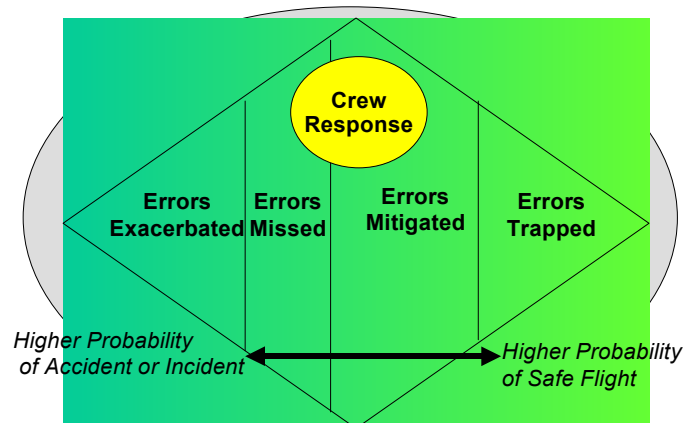 Crew
Response
Errors
Exacerbated
Errors
Missed
Errors
Mitigated
Errors
Trapped
Higher Probability
of Accident or Incident
Higher Probability
of Safe Flight